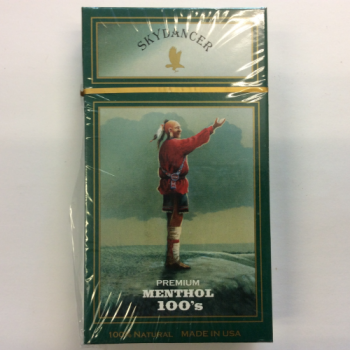 SKYDANCER
PREMIUM
MENTHOL
100's
100% NATURAL MADE IN USA